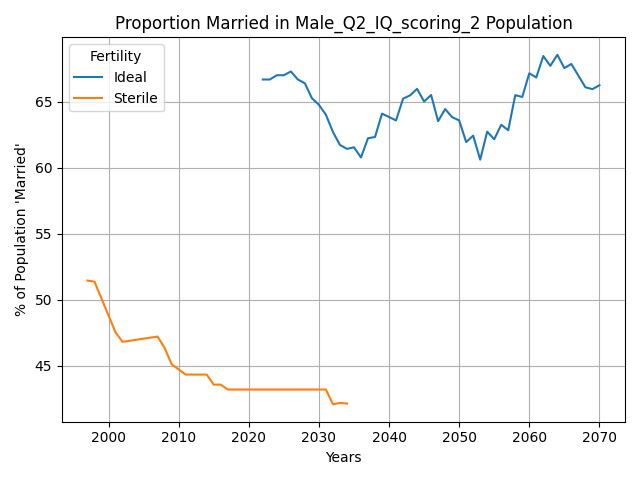 Proportion Married in Male_Q2_IQ_scoring_2 Population
Fertility
Ideal
Sterile
% of Population 'Married'
65
60
55
50
45
2000 2010 2020 2030 2040 2050 2060 2070
Years